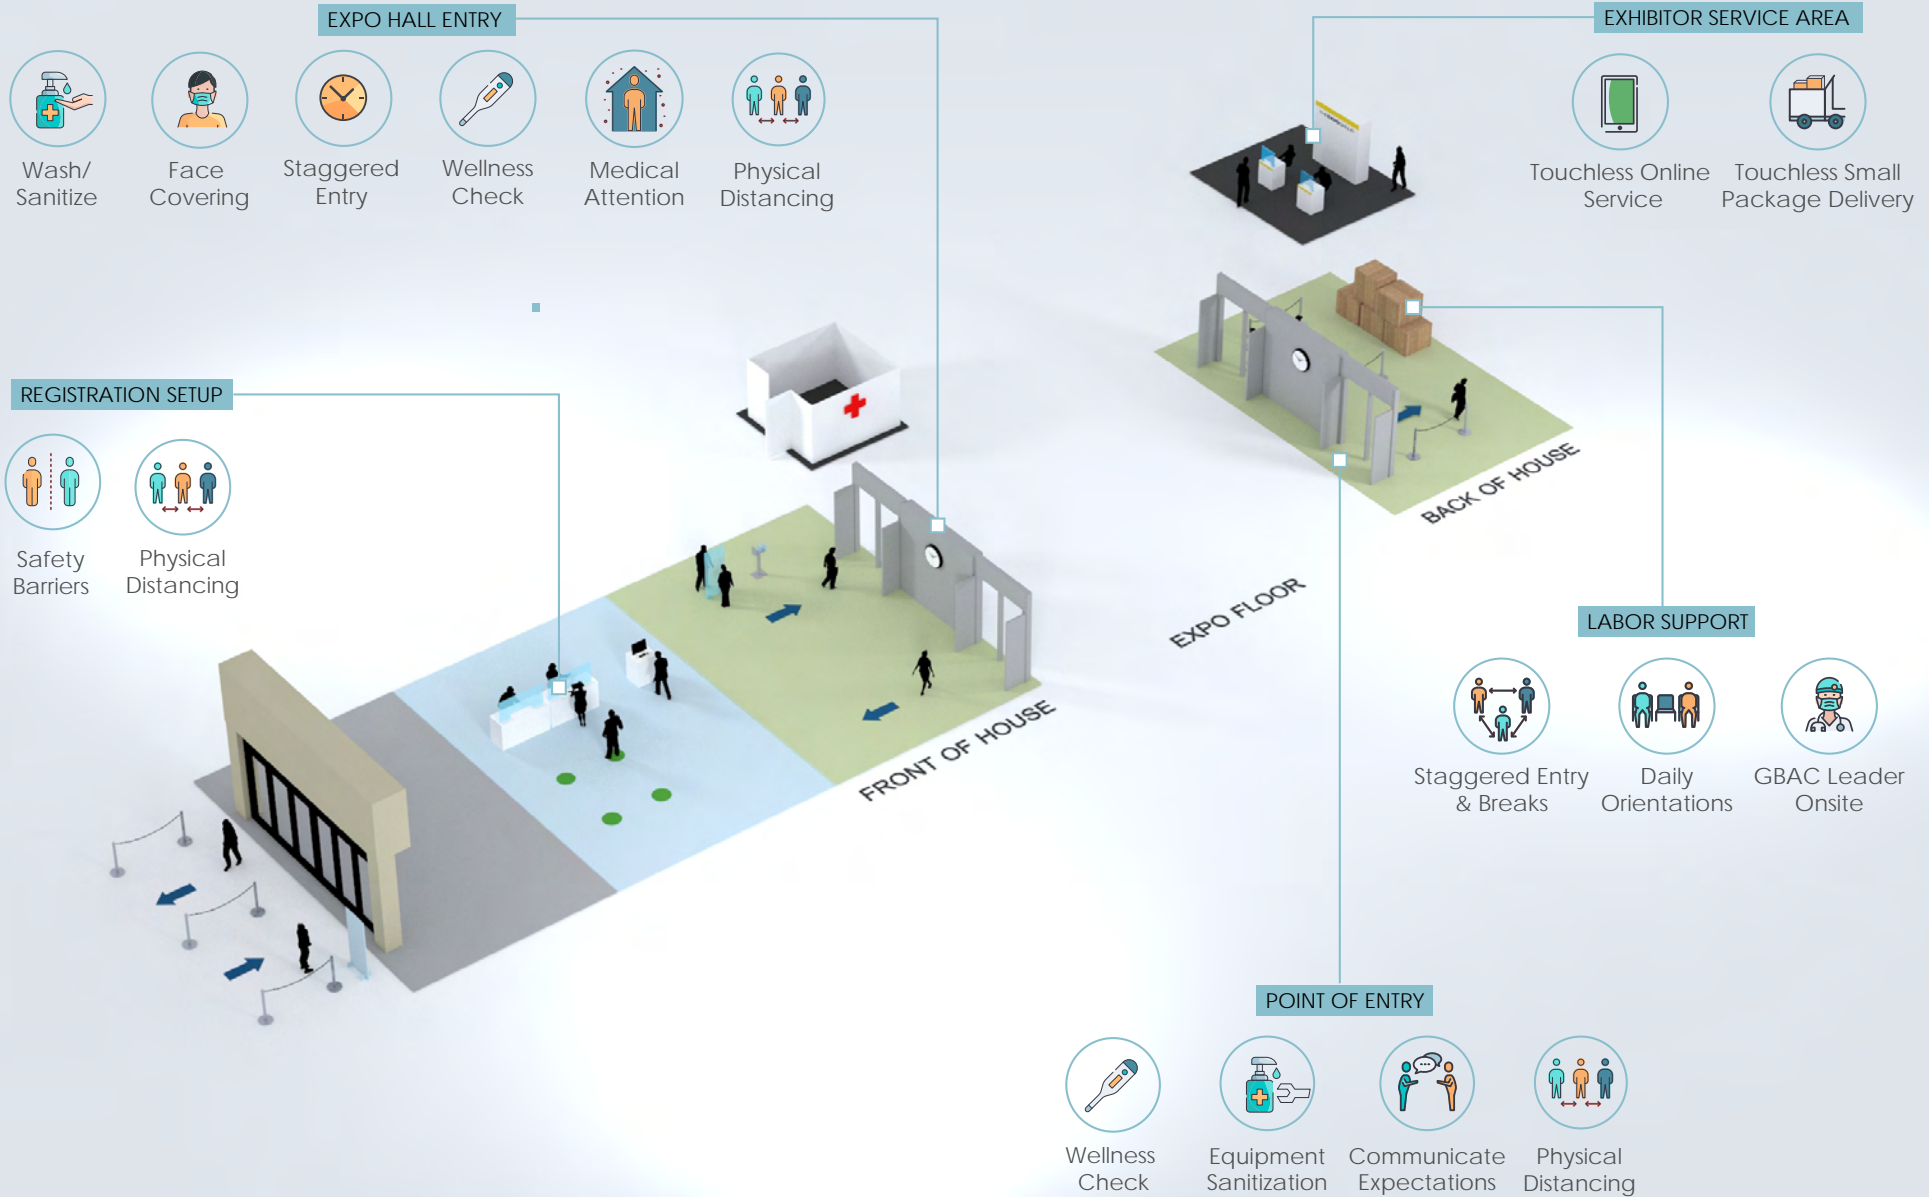 EXPO HALL ENTRY
Wash/
Sanitize
Face
Covering
Staggered
Entry
Wellness
Check
Medical
Attention
Physical
Distancing
EXHIBITOR SERVICE AREA
Touchless Online
Service
Touchless Small
Package Delivery
REGISTRATION SETUP
Safety
Barriers
Physical
Distancing
BACK OF HOUSE
EXPO FLOOR
FRONT OF HOUSE
LABOR SUPPORT
Staggered Entry
& Breaks
Daily
Orientations
GBAC Leader
Onsite
POINT OF ENTRY
Wellness
Check
Equipment
Sanitization
Communicate
Expectations
Physical
Distancing